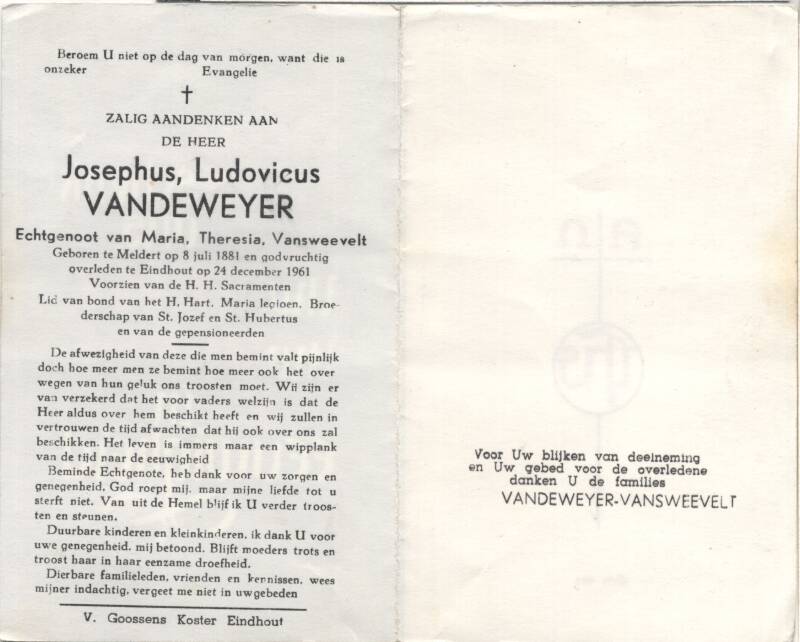 Beroem U niet op de dag van morgen, want die is
onzeker Evangelie
ZALIG AANDENKEN AAN
DE HEER
Josephus, Ludovicus
VANDEWEYER
Echtgenoot van Maria, Theresia, Vansweevelt
Geboren te Meldert op 8 juli 1881 en godvruchtig
overleden te Eindhout op 24 december 1961
Voorzien van de H. H. Sacramenten
Lid van bond van het H. Hart. Maria legioen. Broe-
derschap van St. Jozef en St. Hubertus
en van de gepensioneerden
De afwezigheid van deze die men bemint valt pijnlijk
doch hoe meer men ze bemint hoe meer ook het over
wegen van hun geluk ons troosten moet. Wij zijn er
van verzekerd dat het voor vaders welzijn is dat de
Heer aldus over hem beschikt heeft en wij zullen in
vertrouwen de tijd afwachten dat hij ook over ons zal
beschikken. Het leven is immers maar een wipplank
van de tijd naar de eeuwigheid
Beminde Echtgenote, heb dank voor uw zorgen en
genegenheid. God roept mij, maar mijne liefde tot u
sterft niet. Van uit de Hemel blijf ik U verder troos-
ten en steunen.
Duurbare kinderen en kleinkinderen, ik dank U voor
uwe genegenheid, mij betoond. Blijft moeders trots en
troost haar in haar eenzame droefheid.
Dierbare familieleden, vrienden en kennissen, wees
mijner indachtig, vergeet me niet in uw gebeden
V. Goossens Koster Eindhout
Voor Uw blijken van deelneming
en Uw gebed voor de overledene
danken U de families
VANDEWEYER-VANSWEEVELT